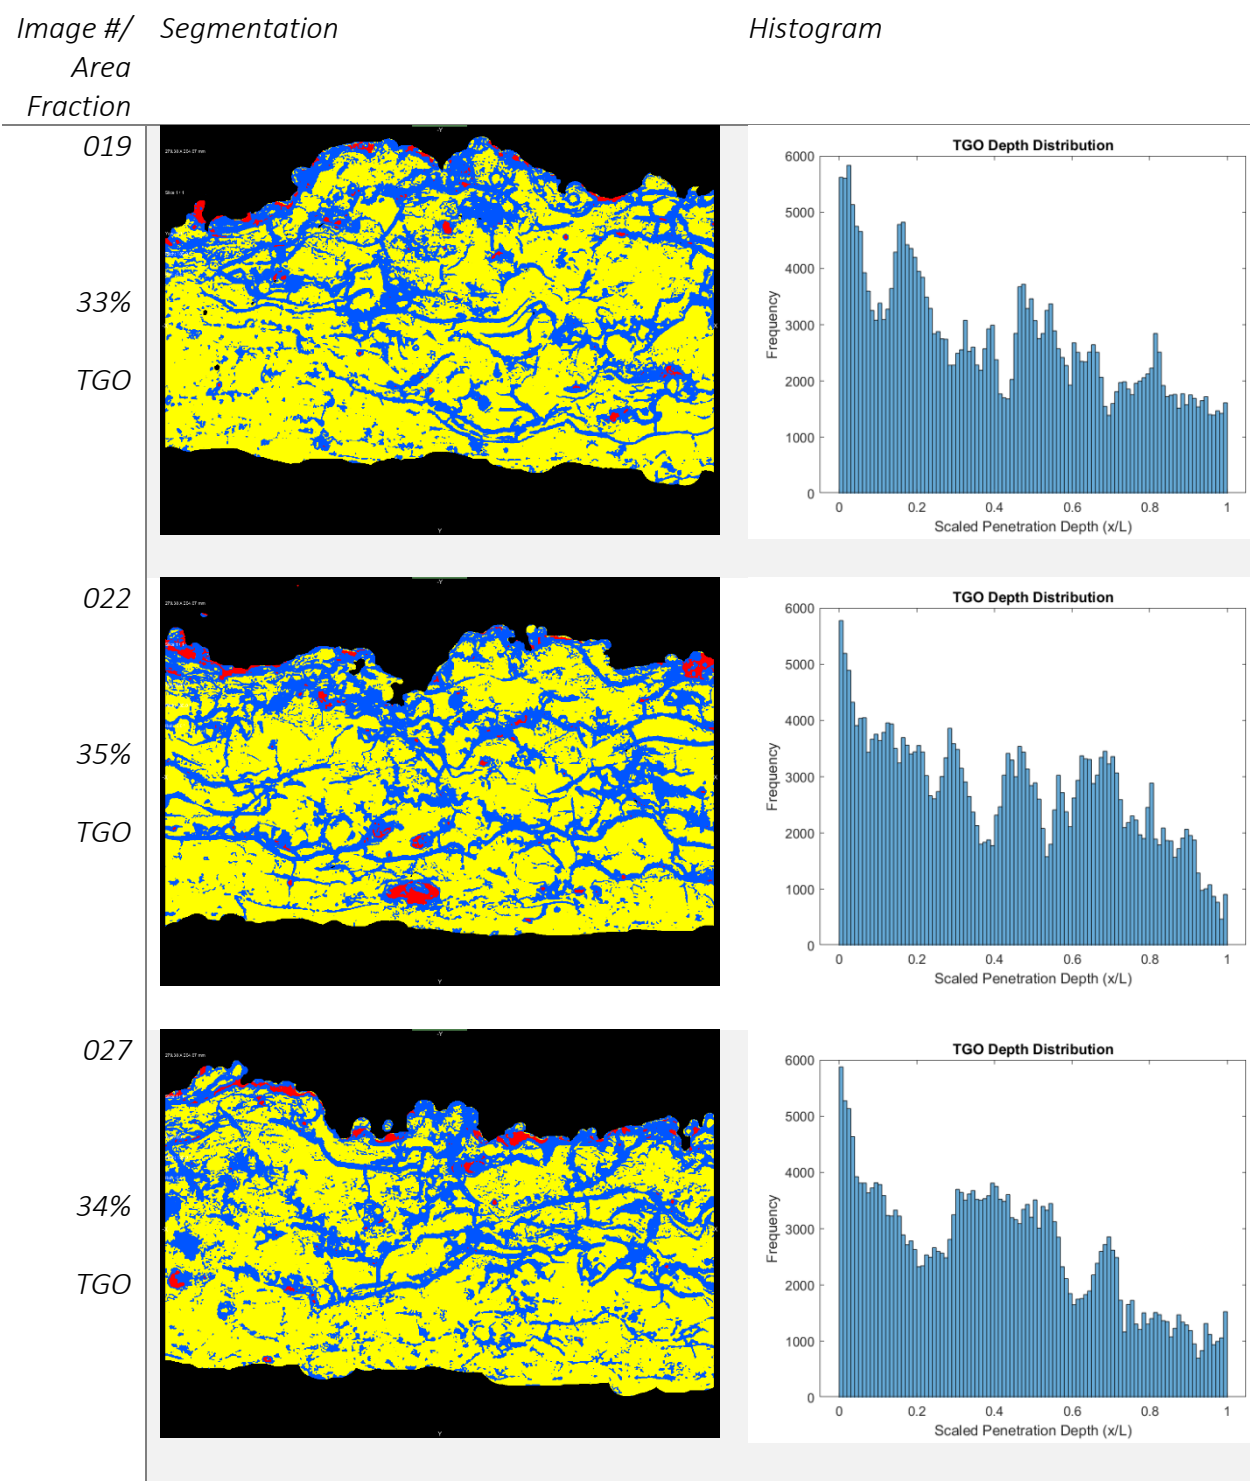 Image #/ Segmentation Histogram
Area
Fraction
019
33%
TGO
-Y
X
Y
TGO Depth Distribution
6000
5000
4000
3000
2000
1000
0
Frequency
0 0.2 0.4 0.6 0.8 1
Scaled Penetration Depth (x/L)
022
35%
TGO
-Y
X
Y
TGO Depth Distribution
6000
5000
4000
3000
2000
1000
0
Frequency
0 0.2 0.4 0.6 0.8 1
Scaled Penetration Depth (x/L)
027
34%
TGO
-Y
X
Y
TGO Depth Distribution
6000
5000
4000
3000
2000
1000
0
Frequency
0 0.2 0.4 0.6 0.8 1
Scaled Penetration Depth (x/L)